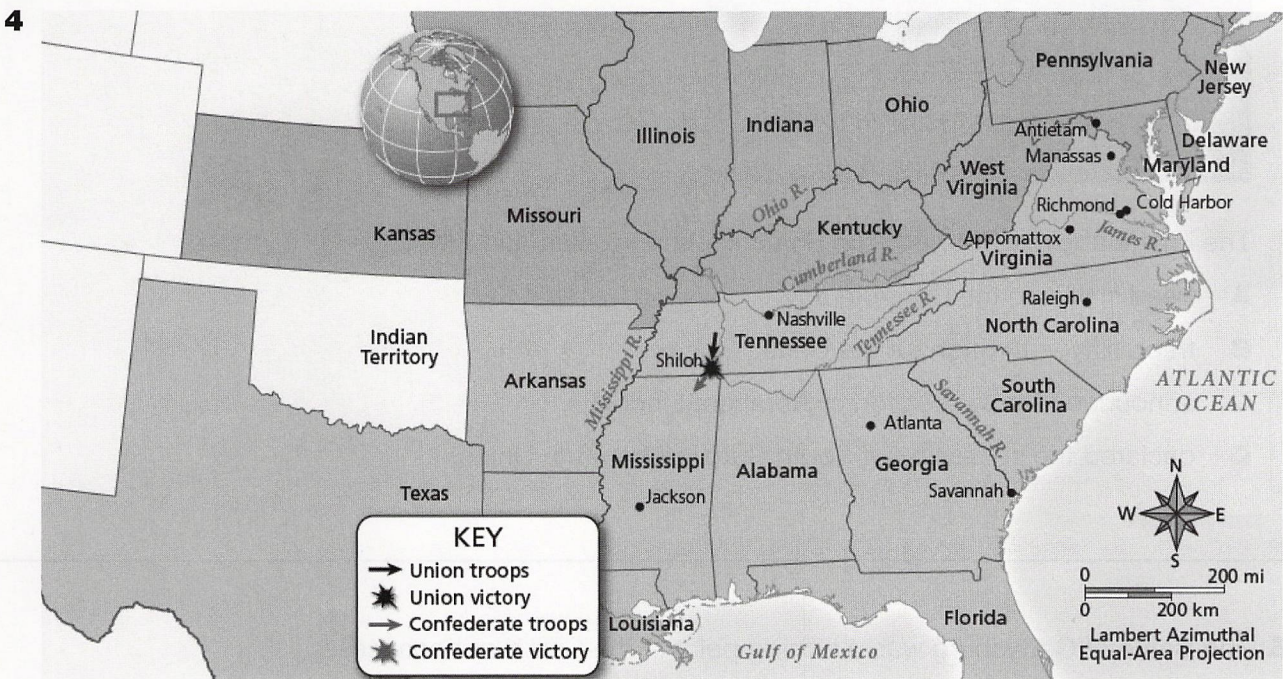 4
Pennsylvania
New
Jersey
Ohio
Indiana
Illinois
Antietam
Delaware
Manassas
Maryland
West
Virginia
Ohio R.
Missouri
Kentucky
Richmond
Cold Harbor
Kansas
Appomattox
James R.
Virginia
Cumberland R.
Raleigh
Nashville
Tennessee R.
North Carolina
Tennessee
Indian
Territory
Mississippi R.
Shiloh
Arkansas
South
Carolina
ATLANTIC
OCEAN
Savannah R.
Atlanta
Mississippi
Alabama
Georgia
Texas
Jackson
Savannah
N
W
E
S
KEY
Union troops
Union victory
Confederate troops
Confederate victory
Louisiana
Florida
Gulf of Mexico
0 200 mi
0 200 km
Lambert Azimuthal
Equal-Area Projection